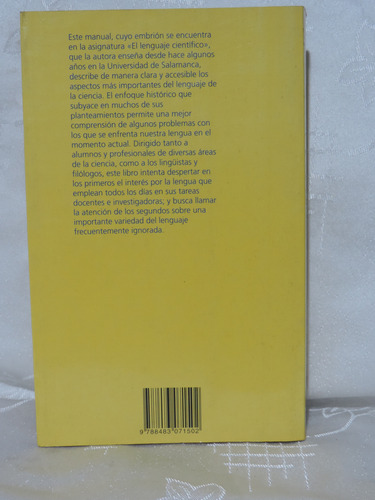 Este manual, cuyo embrión se encuentra
en la asignatura «El lenguaje científico»,
que la autora enseña desde hace algunos
años en la Universidad de Salamanca,
describe de manera clara y accesible los
aspectos más importantes del lenguaje de
la ciencia. El enfoque histórico que
subyace en muchos de sus
planteamientos permite una mejor
comprensión de algunos problemas con
los que se enfrenta nuestra lengua en el
momento actual. Dirigido tanto a
alumnos y profesionales de diversas áreas
de la ciencia, como a los lingüistas y
filólogos, este libro intenta despertar en
los primeros el interés por la lengua que
emplean todos los días en sus tareas
docentes e investigadoras; y busca llamar
la atención de los segundos sobre una
importante variedad del lenguaje
frecuentemente ignorada.
9 788483 071502